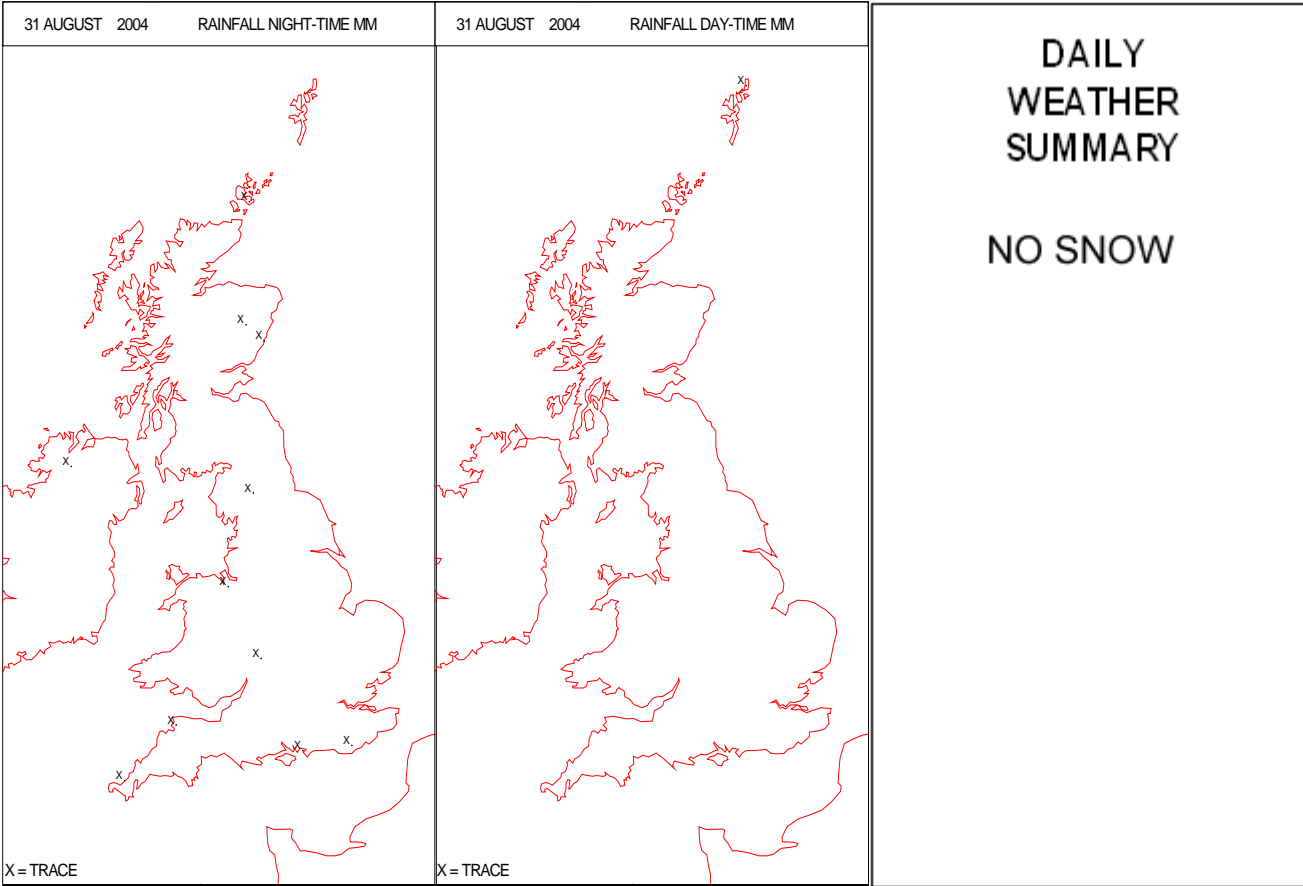 31 AUGUST 2004 RAINFALL NIGHT-TIME MM
X
X.
X.
X.
X.
X.
X.
X.
X
X.
X
X = TRACE
31 AUGUST 2004 RAINFALL DAY-TIME MM
X
X = TRACE
DAILY
WEATHER
SUMMARY
NO SNOW